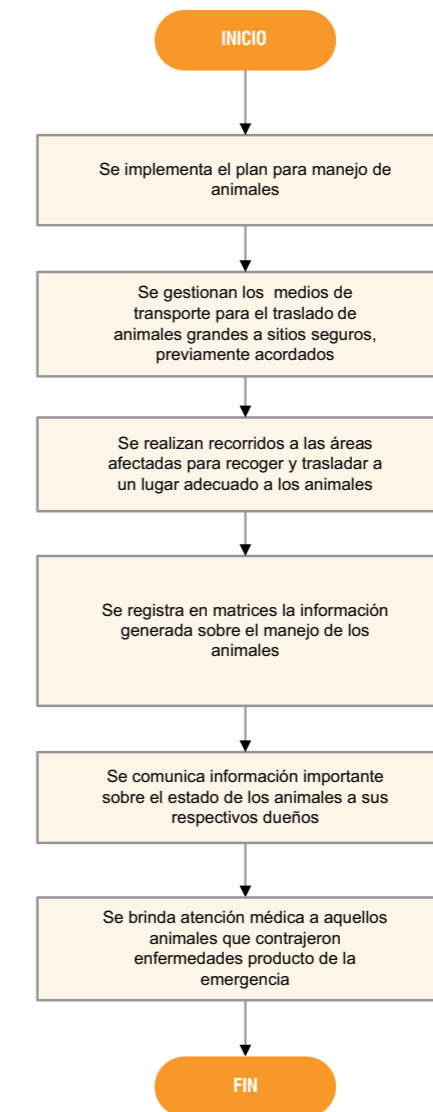 INICIO
Se implementa el plan para manejo de
animales
Se gestionan los medios de
transporte para el traslado de
animales grandes a sitios seguros,
previamente acordados
Se realizan recorridos a las áreas
afectadas para recoger y trasladar a
un lugar adecuado a los animales
Se registra en matrices la información
generada sobre el manejo de los
animales
Se comunica información importante
sobre el estado de los animales a sus
respectivos dueños
Se brinda atención médica a aquellos
animales que contrajeron
enfermedades producto de la
emergencia
FIN